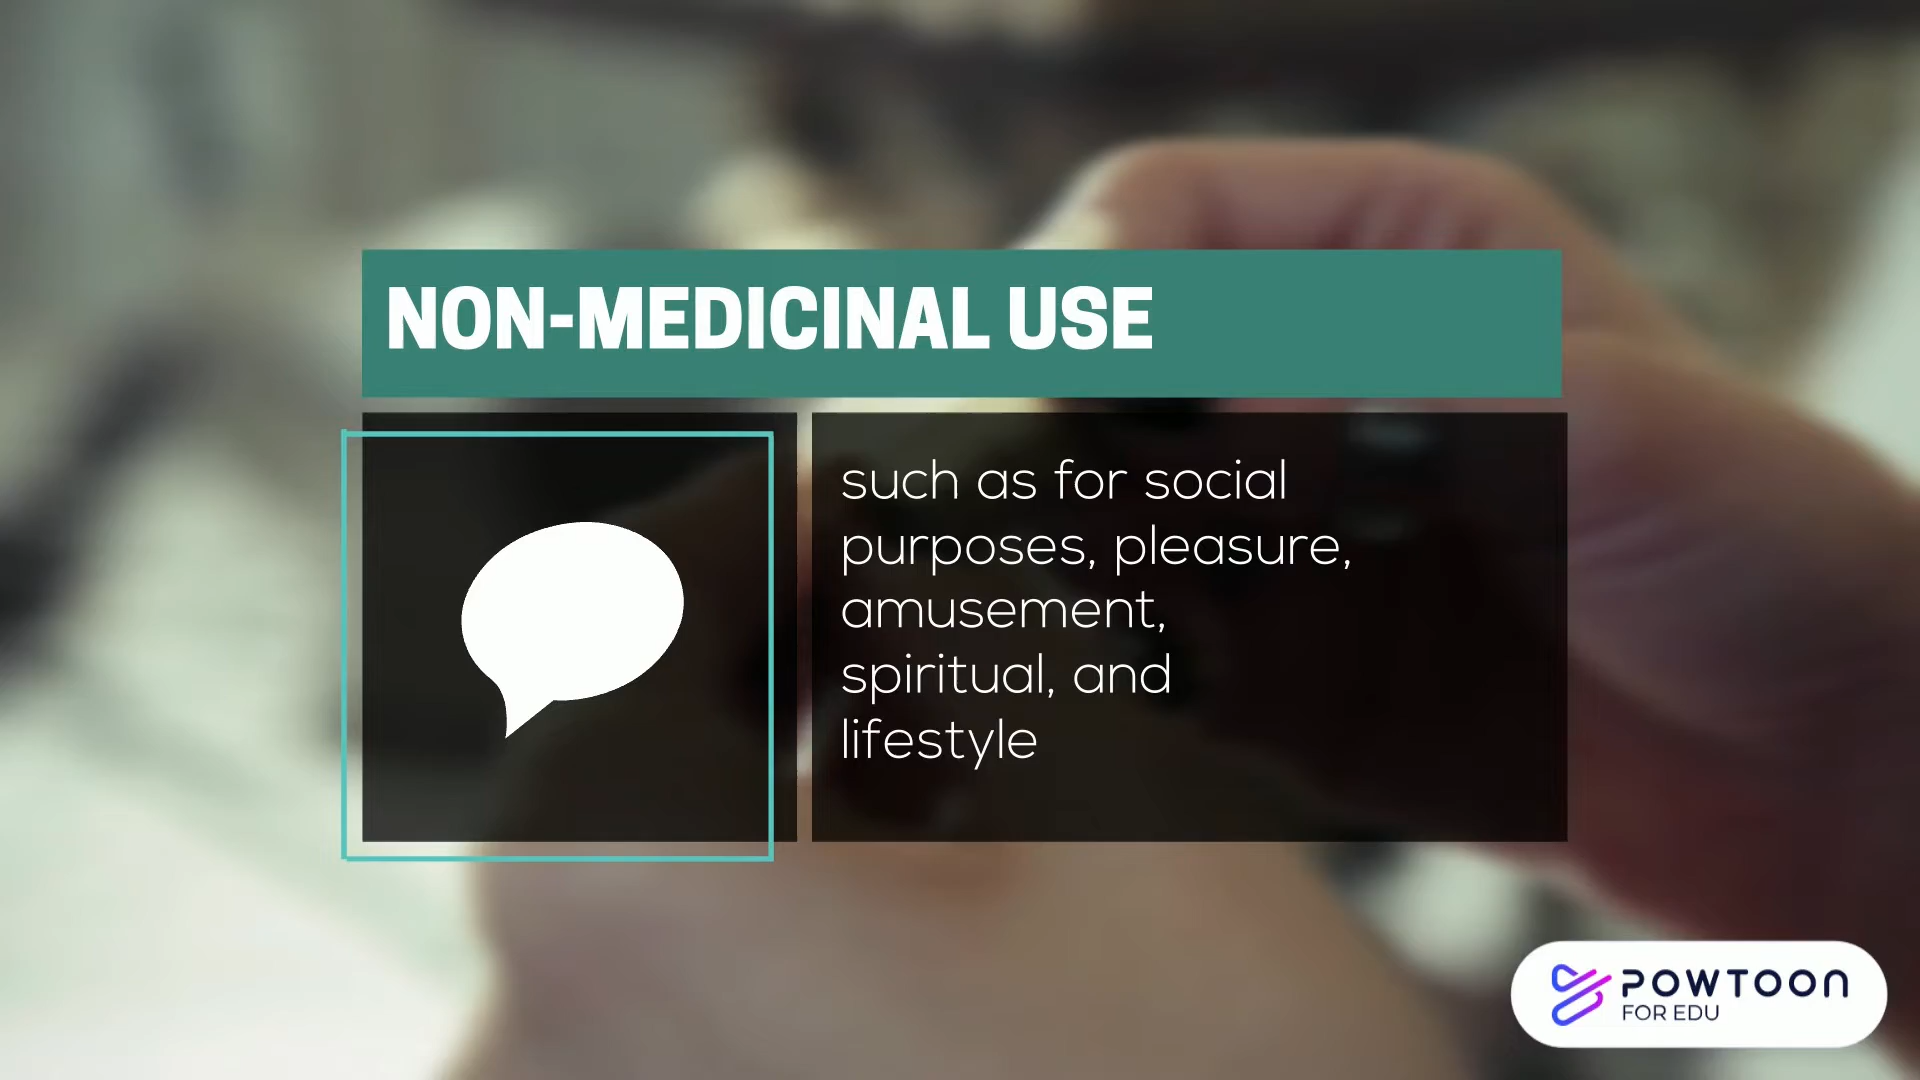 NON-MEDICINAL USE
such as for social
purposes, pleasure,
amusement,
spiritual, and
lifestyle
POWTOON
FOR EDU